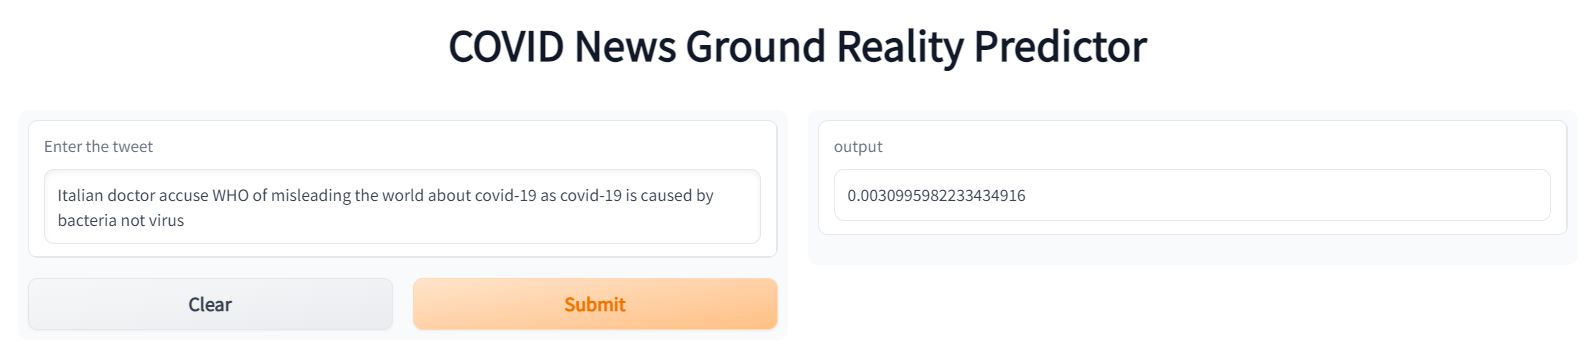 COVID News Ground Reality Predictor
Enter the tweet
Italian doctor accuse WHO of misleading the world about covid-19 as covid-19 is caused by
bacteria not virus
Clear
Submit
output
0.0030995982233434916